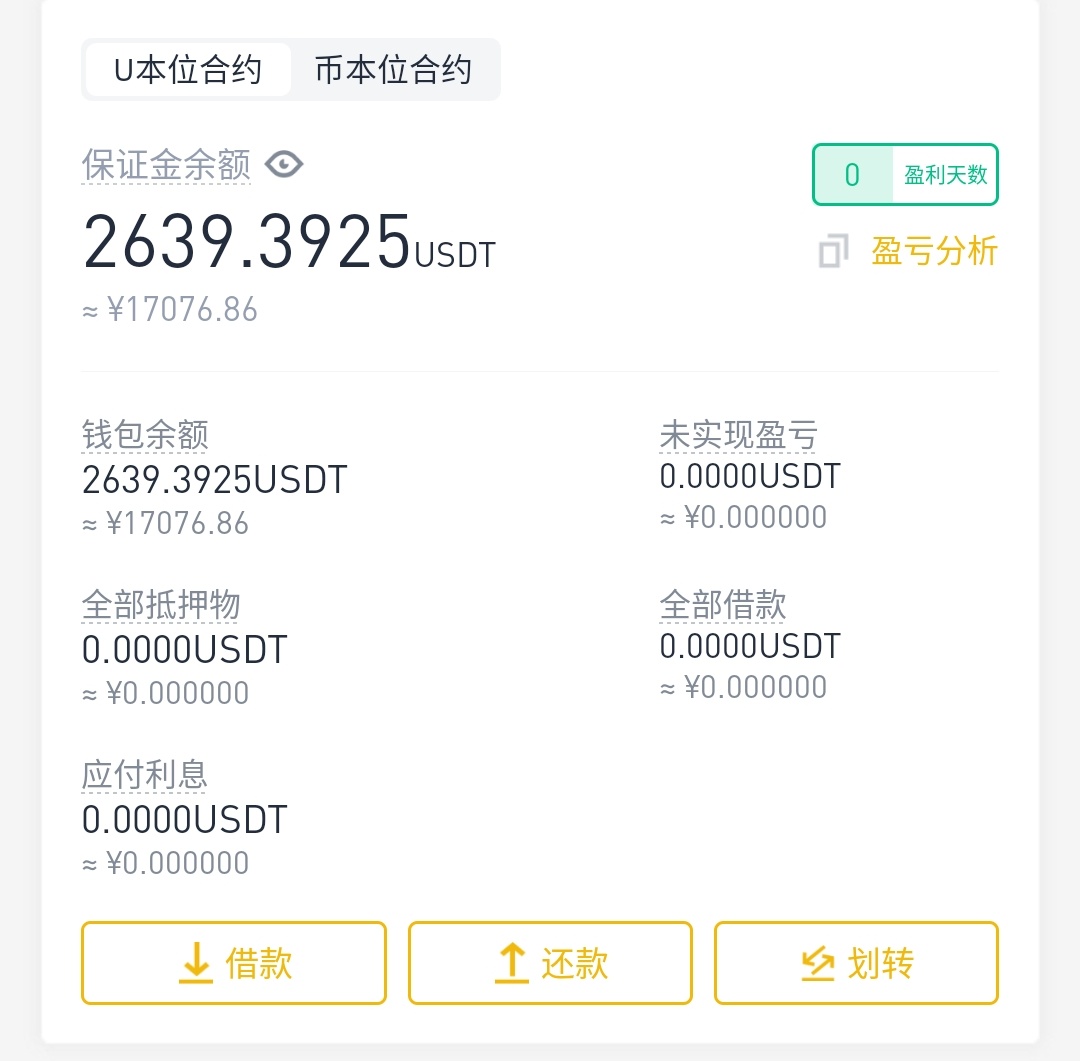 U本位合约 币本位合约
保证金余额
0 盈利天数
2639.3925USDT
盈亏分析
≈ ¥17076.86
钱包余额 未实现盈亏
2639.3925USDT 0.0000USDT
≈ ¥17076.86 ≈ ¥0.000000
全部抵押物 全部借款
0.0000USDT 0.0000USDT
≈ ¥0.000000 ≈ ¥0.000000
应付利息
0.0000USDT
≈ ¥0.000000
借款 还款 划转